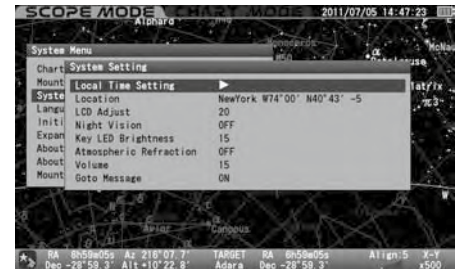 SCOPE MODE CHART MODE 2011/07/05 14:47:23
Alphard
System Menu
System Setting
Chart
Mount
Syste
Langu
Initi
Expan
About
About
Mount
Local Time Setting ▶
Location NewYork W74°00' N40°43' -5
LCD Adjust 20
Night Vision OFF
Key LED Brightness 15
Atmospheric Refraction OFF
Volume 15
Goto Message ON
Avior Canopus
RA 6h59m05s Az 216°07.7' TARGET RA 6h59m05s Align:5 X-Y
Dec -28°59.3' Alt +10°22.8' Adara Dec -28°59.3' x500